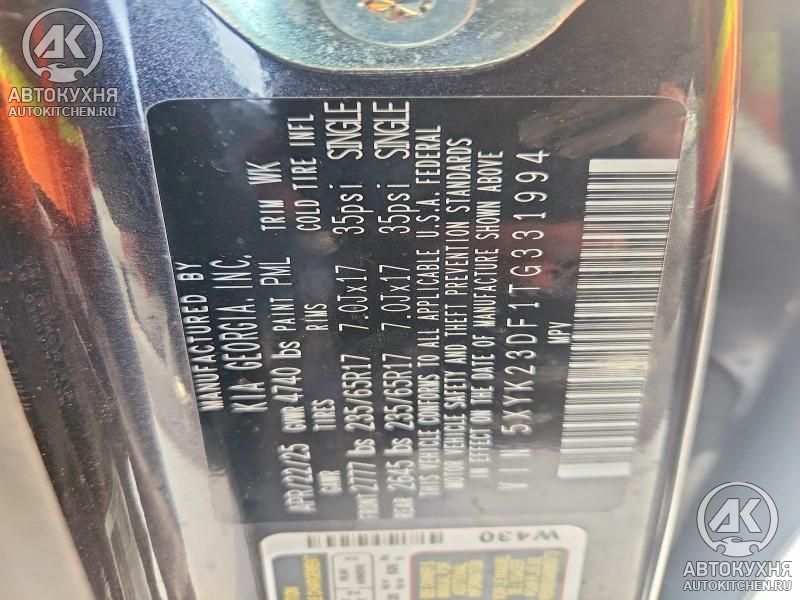 АК
АВТОКУХНЯ
AUTOKITCHEN.RU
MANUFACTURED BY
KIA GEORGIA, INC.
APR/22/25 GVWR 4740 lbs PAINT PML TRIM WK
GAWR TIRES RIMS COLD TIRE INFL
FRONT 2777 lbs 235/65R17 7.0Jx17 35psi SINGLE
REAR 2645 lbs 235/65R17 7.0Jx17 35psi SINGLE
THIS VEHICLE CONFORMS TO ALL APPLICABLE U.S.A. FEDERAL
MOTOR VEHICLE SAFETY AND THEFT PREVENTION STANDARDS
IN EFFECT ON THE DATE OF MANUFACTURE SHOWN ABOVE
VIN 5XYK23DF1TG331994
MPV
W430
АК
АВТОКУХНЯ
AUTOKITCHEN.RU